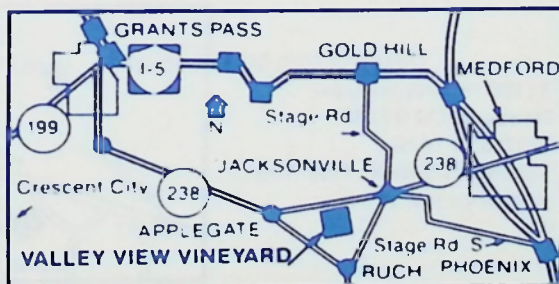 GRANTS PASS
I-5
GOLD HILL
MEDFORD
199
N
Stage Rd
JACKSONVILLE
238
Crescent City
238
APPLEGATE
VALLEY VIEW VINEYARD
Stage Rd S
RUCH
PHOENIX